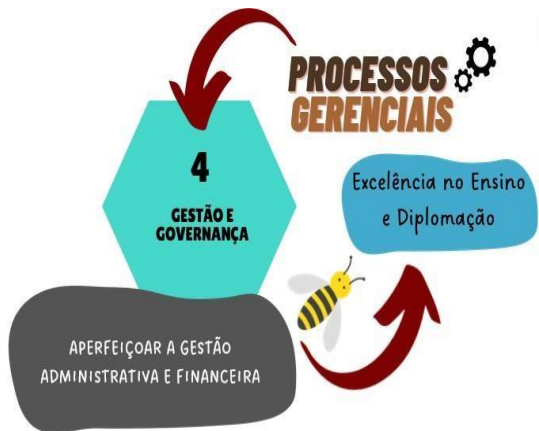 PROCESSOS
GERENCIAIS
4
GESTÃO E
GOVERNANÇA
Excelência no Ensino
e Diplomação
APERFEIÇOAR A GESTÃO
ADMINISTRATIVA E FINANCEIRA